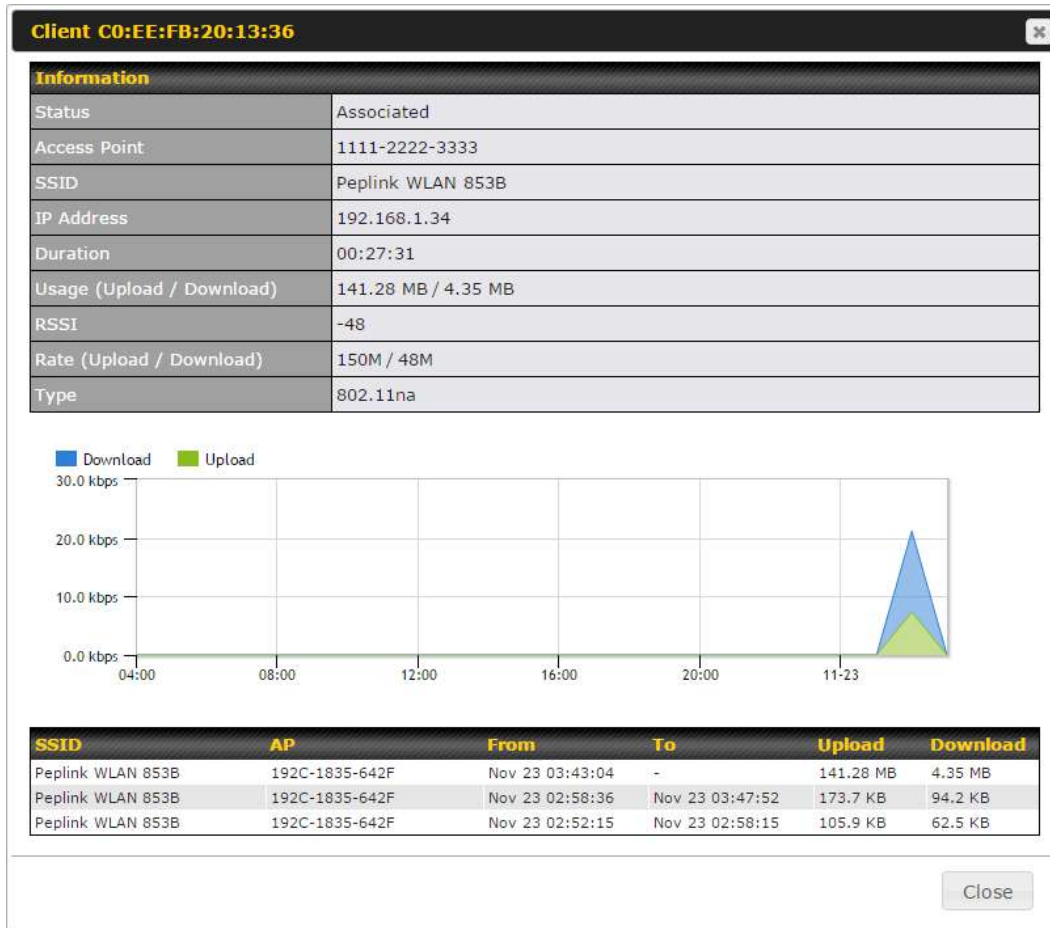 Client C0:EE:FB:20:13:36
Information
Status Associated
Access Point 1111-2222-3333
SSID Peplink WLAN 853B
IP Address 192.168.1.34
Duration 00:27:31
Usage (Upload / Download) 141.28 MB / 4.35 MB
RSSI -48
Rate (Upload / Download) 150M / 48M
Type 802.11na
Download Upload
30.0 kbps
20.0 kbps
10.0 kbps
0.0 kbps
04:00 08:00 12:00 16:00 20:00 11-23
SSID AP From To Upload Download
Peplink WLAN 853B 192C-1835-642F Nov 23 03:43:04 - 141.28 MB 4.35 MB
Peplink WLAN 853B 192C-1835-642F Nov 23 02:58:36 Nov 23 03:47:52 173.7 KB 94.2 KB
Peplink WLAN 853B 192C-1835-642F Nov 23 02:52:15 Nov 23 02:58:15 105.9 KB 62.5 KB
Close